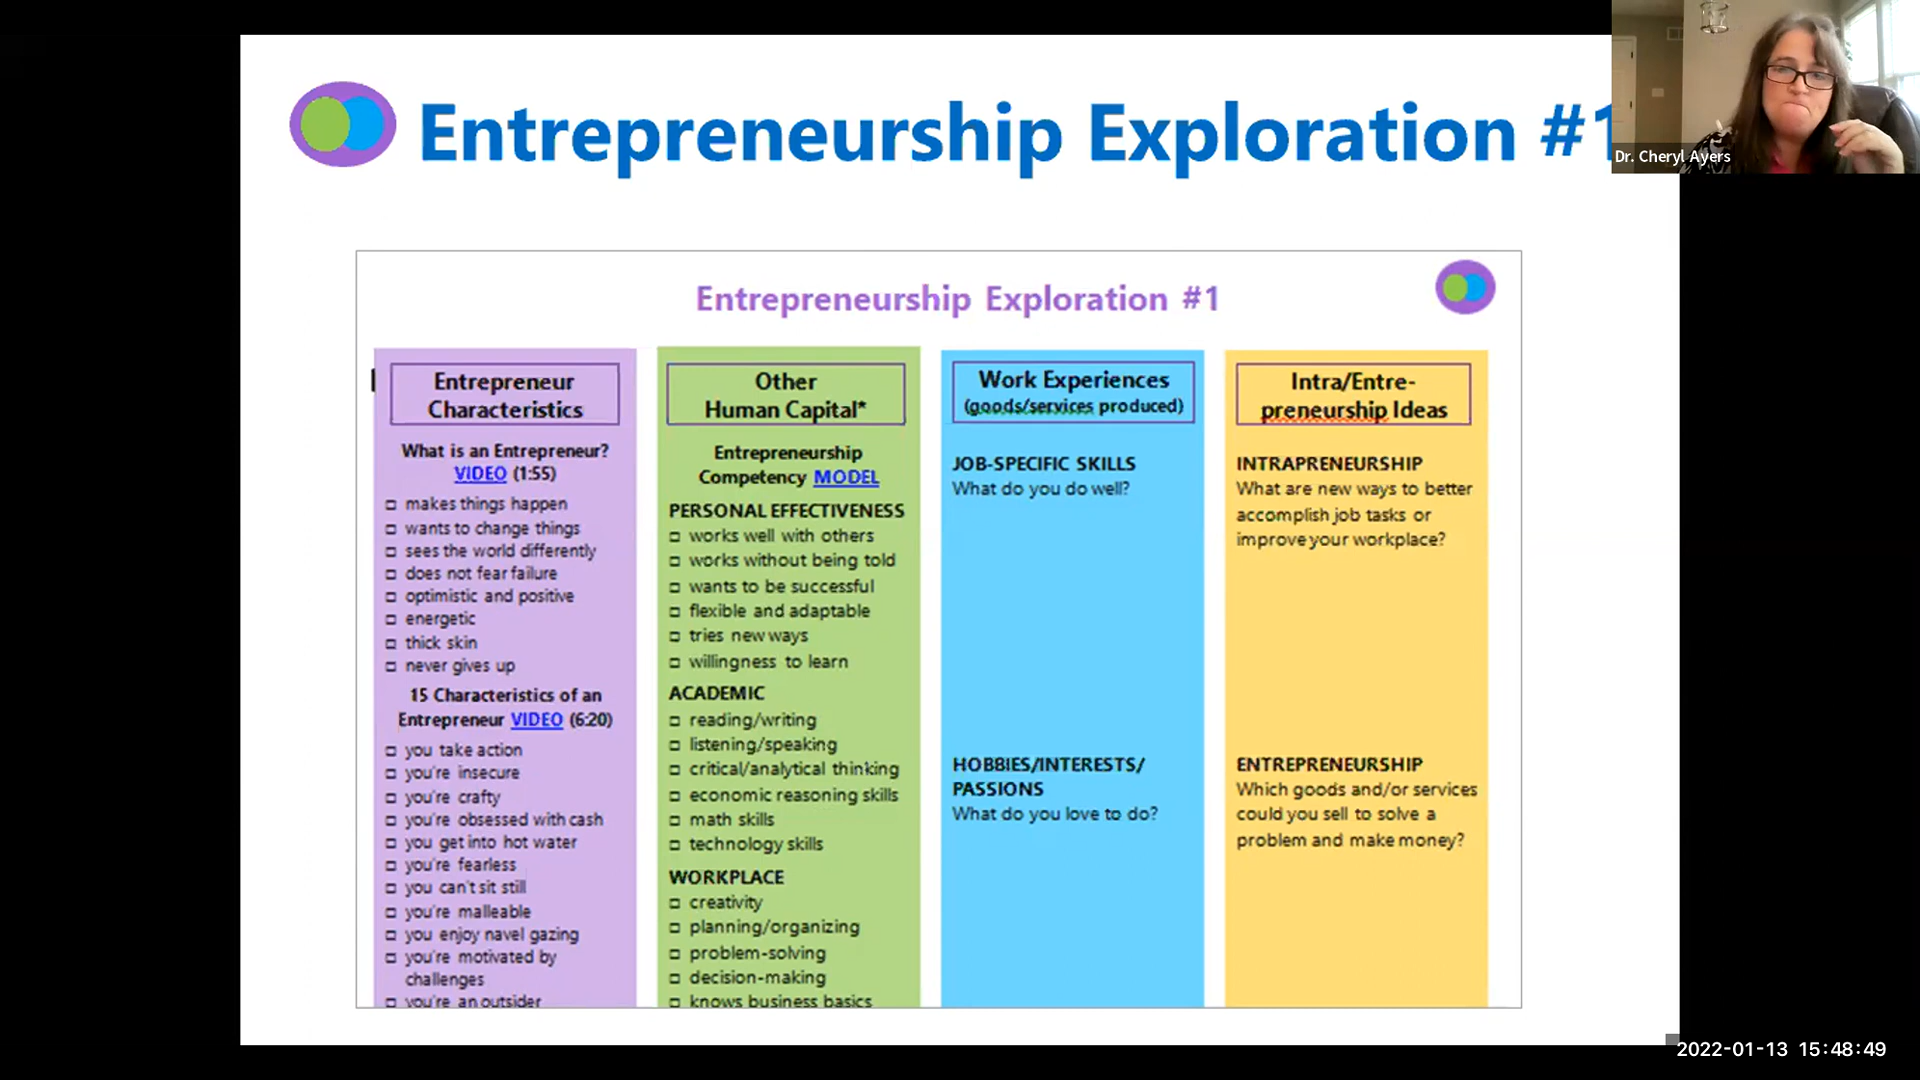 Entrepreneurship Exploration #1
Dr. Cheryl Ayers
Entrepreneurship Exploration #1
Entrepreneur
Characteristics
What is an Entrepreneur?
VIDEO (1:55)
makes things happen
wants to change things
sees the world differently
does not fear failure
optimistic and positive
energetic
thick skin
never gives up
15 Characteristics of an
Entrepreneur VIDEO (6:20)
you take action
you're insecure
you're crafty
you're obsessed with cash
you get into hot water
you're fearless
you can't sit still
you're malleable
you enjoy navel gazing
you're motivated by
challenges
you're an outsider
Other
Human Capital*
Entrepreneurship
Competency MODEL
PERSONAL EFFECTIVENESS
works well with others
works without being told
wants to be successful
flexible and adaptable
tries new ways
willingness to learn
ACADEMIC
reading/writing
listening/speaking
critical/analytical thinking
economic reasoning skills
math skills
technology skills
WORKPLACE
creativity
planning/organizing
problem-solving
decision-making
knows business basics
Work Experiences
(goods/services produced)
JOB-SPECIFIC SKILLS
What do you do well?
HOBBIES/INTERESTS/
PASSIONS
What do you love to do?
Intra/Entre-
preneurship Ideas
INTRAPRENEURSHIP
What are new ways to better
accomplish job tasks or
improve your workplace?
ENTREPRENEURSHIP
Which goods and/or services
could you sell to solve a
problem and make money?
2022-01-13 15:48:49